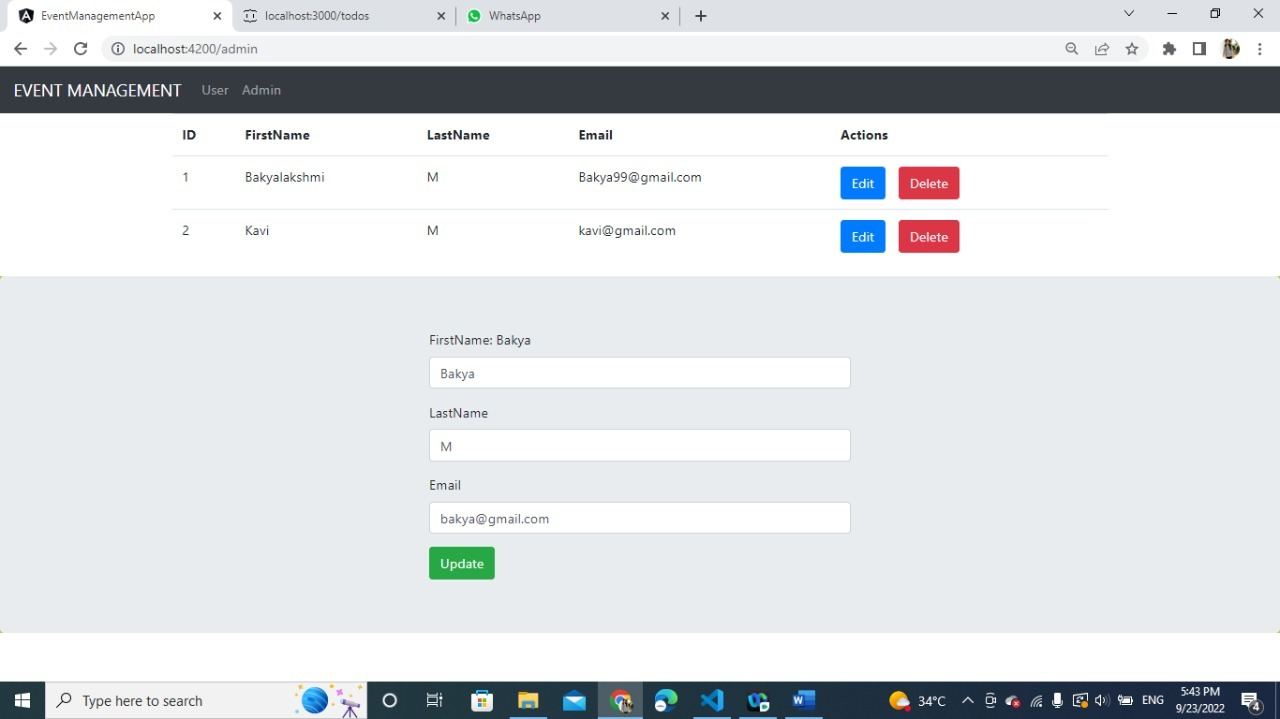 EventManagementApp localhost:3000/todos WhatsApp
localhost:4200/admin
EVENT MANAGEMENT User Admin
ID FirstName LastName Email Actions
1 Bakyalakshmi M Bakya99@gmail.com Edit Delete
2 Kavi M kavi@gmail.com Edit Delete
FirstName: Bakya
Bakya
LastName
M
Email
bakya@gmail.com
Update
Type here to search 34°C ENG 5:43 PM
9/23/2022 4